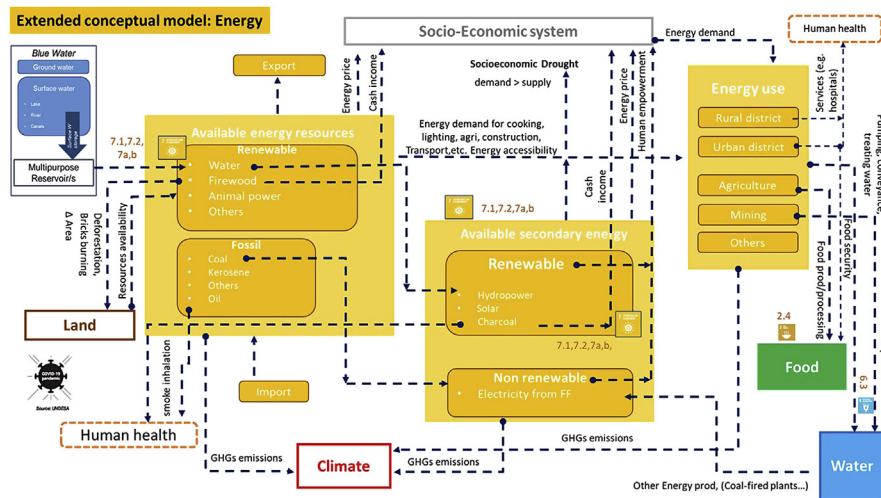 Extended conceptual model: Energy
Socio-Economic system
Human health
Blue Water
Ground water
Surface water
Lake
River
Canals
Multipurpose
Reservoir/s
7.1,7.2,
7a,b
Export
Energy price
Cash income
Socioeconomic Drought
demand > supply
Energy price
Human empowerment
Energy demand
Services (e.g.
hospitals)
treating water
Energy use
Rural district
Urban district
Agriculture
Mining
Others
Available energy resources
Renewable
Water
Firewood
Animal power
Others
Energy demand for cooking,
lighting, agri, construction,
Transport,etc. Energy accessibility
Cash
income
Deforestation,
Bricks burning
Δ Area
Resources availability
Fossil
Coal
Kerosene
Others
Oil
7.1,7.2,7a,b
Available secondary energy
Renewable
Hydropower
Solar
Charcoal
7.1,7.2,7a,b,
Food security
Food prod/processing
2.4
Food
Land
COVID-19
pandemic
Source: UNDESA
smoke inhalation
Import
Non renewable
Electricity from FF
6.3
Human health
GHGs emissions
Climate
GHGs emissions
GHGs emissions
Water
Other Energy prod, (Coal-fired plants...)